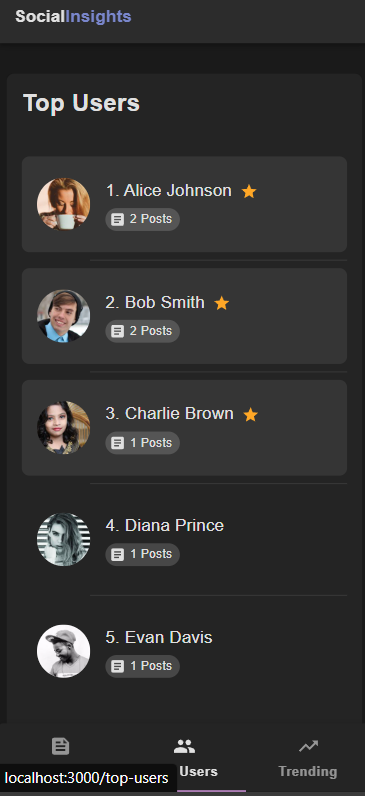 SocialInsights
Top Users
1. Alice Johnson
2 Posts
2. Bob Smith
2 Posts
3. Charlie Brown
1 Posts
4. Diana Prince
1 Posts
5. Evan Davis
1 Posts
Users
Trending
localhost:3000/top-users